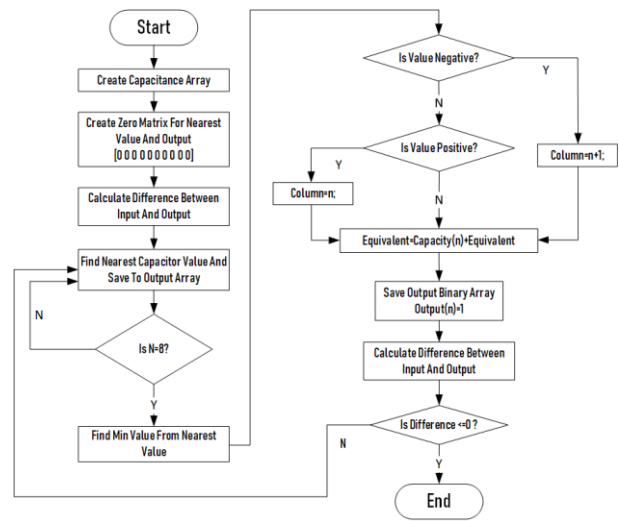 Start
Create Capacitance Array
Create Zero Matrix For Nearest
Value And Output
[0 0 0 0 0 0 0 0 0 0]
Calculate Difference Between
Input And Output
Find Nearest Capacitor Value And
Save To Output Array
N
Is N=8?
Y
Find Min Value From Nearest
Value
Is Value Negative?
Y
N
Is Value Positive?
Y
Column=n+1;
Column=n;
N
Equivalent=Capacity(n)+Equivalent
Save Output Binary Array
Output(n)=1
Calculate Difference Between
Input And Output
Is Difference <=0 ?
N
Y
End